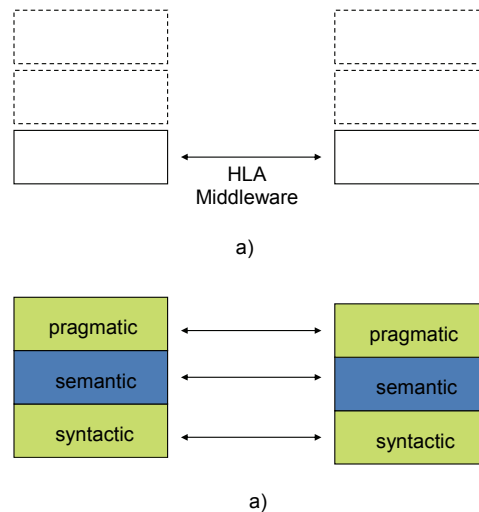 HLA
Middleware
a)
pragmatic
pragmatic
semantic
semantic
syntactic
syntactic
a)